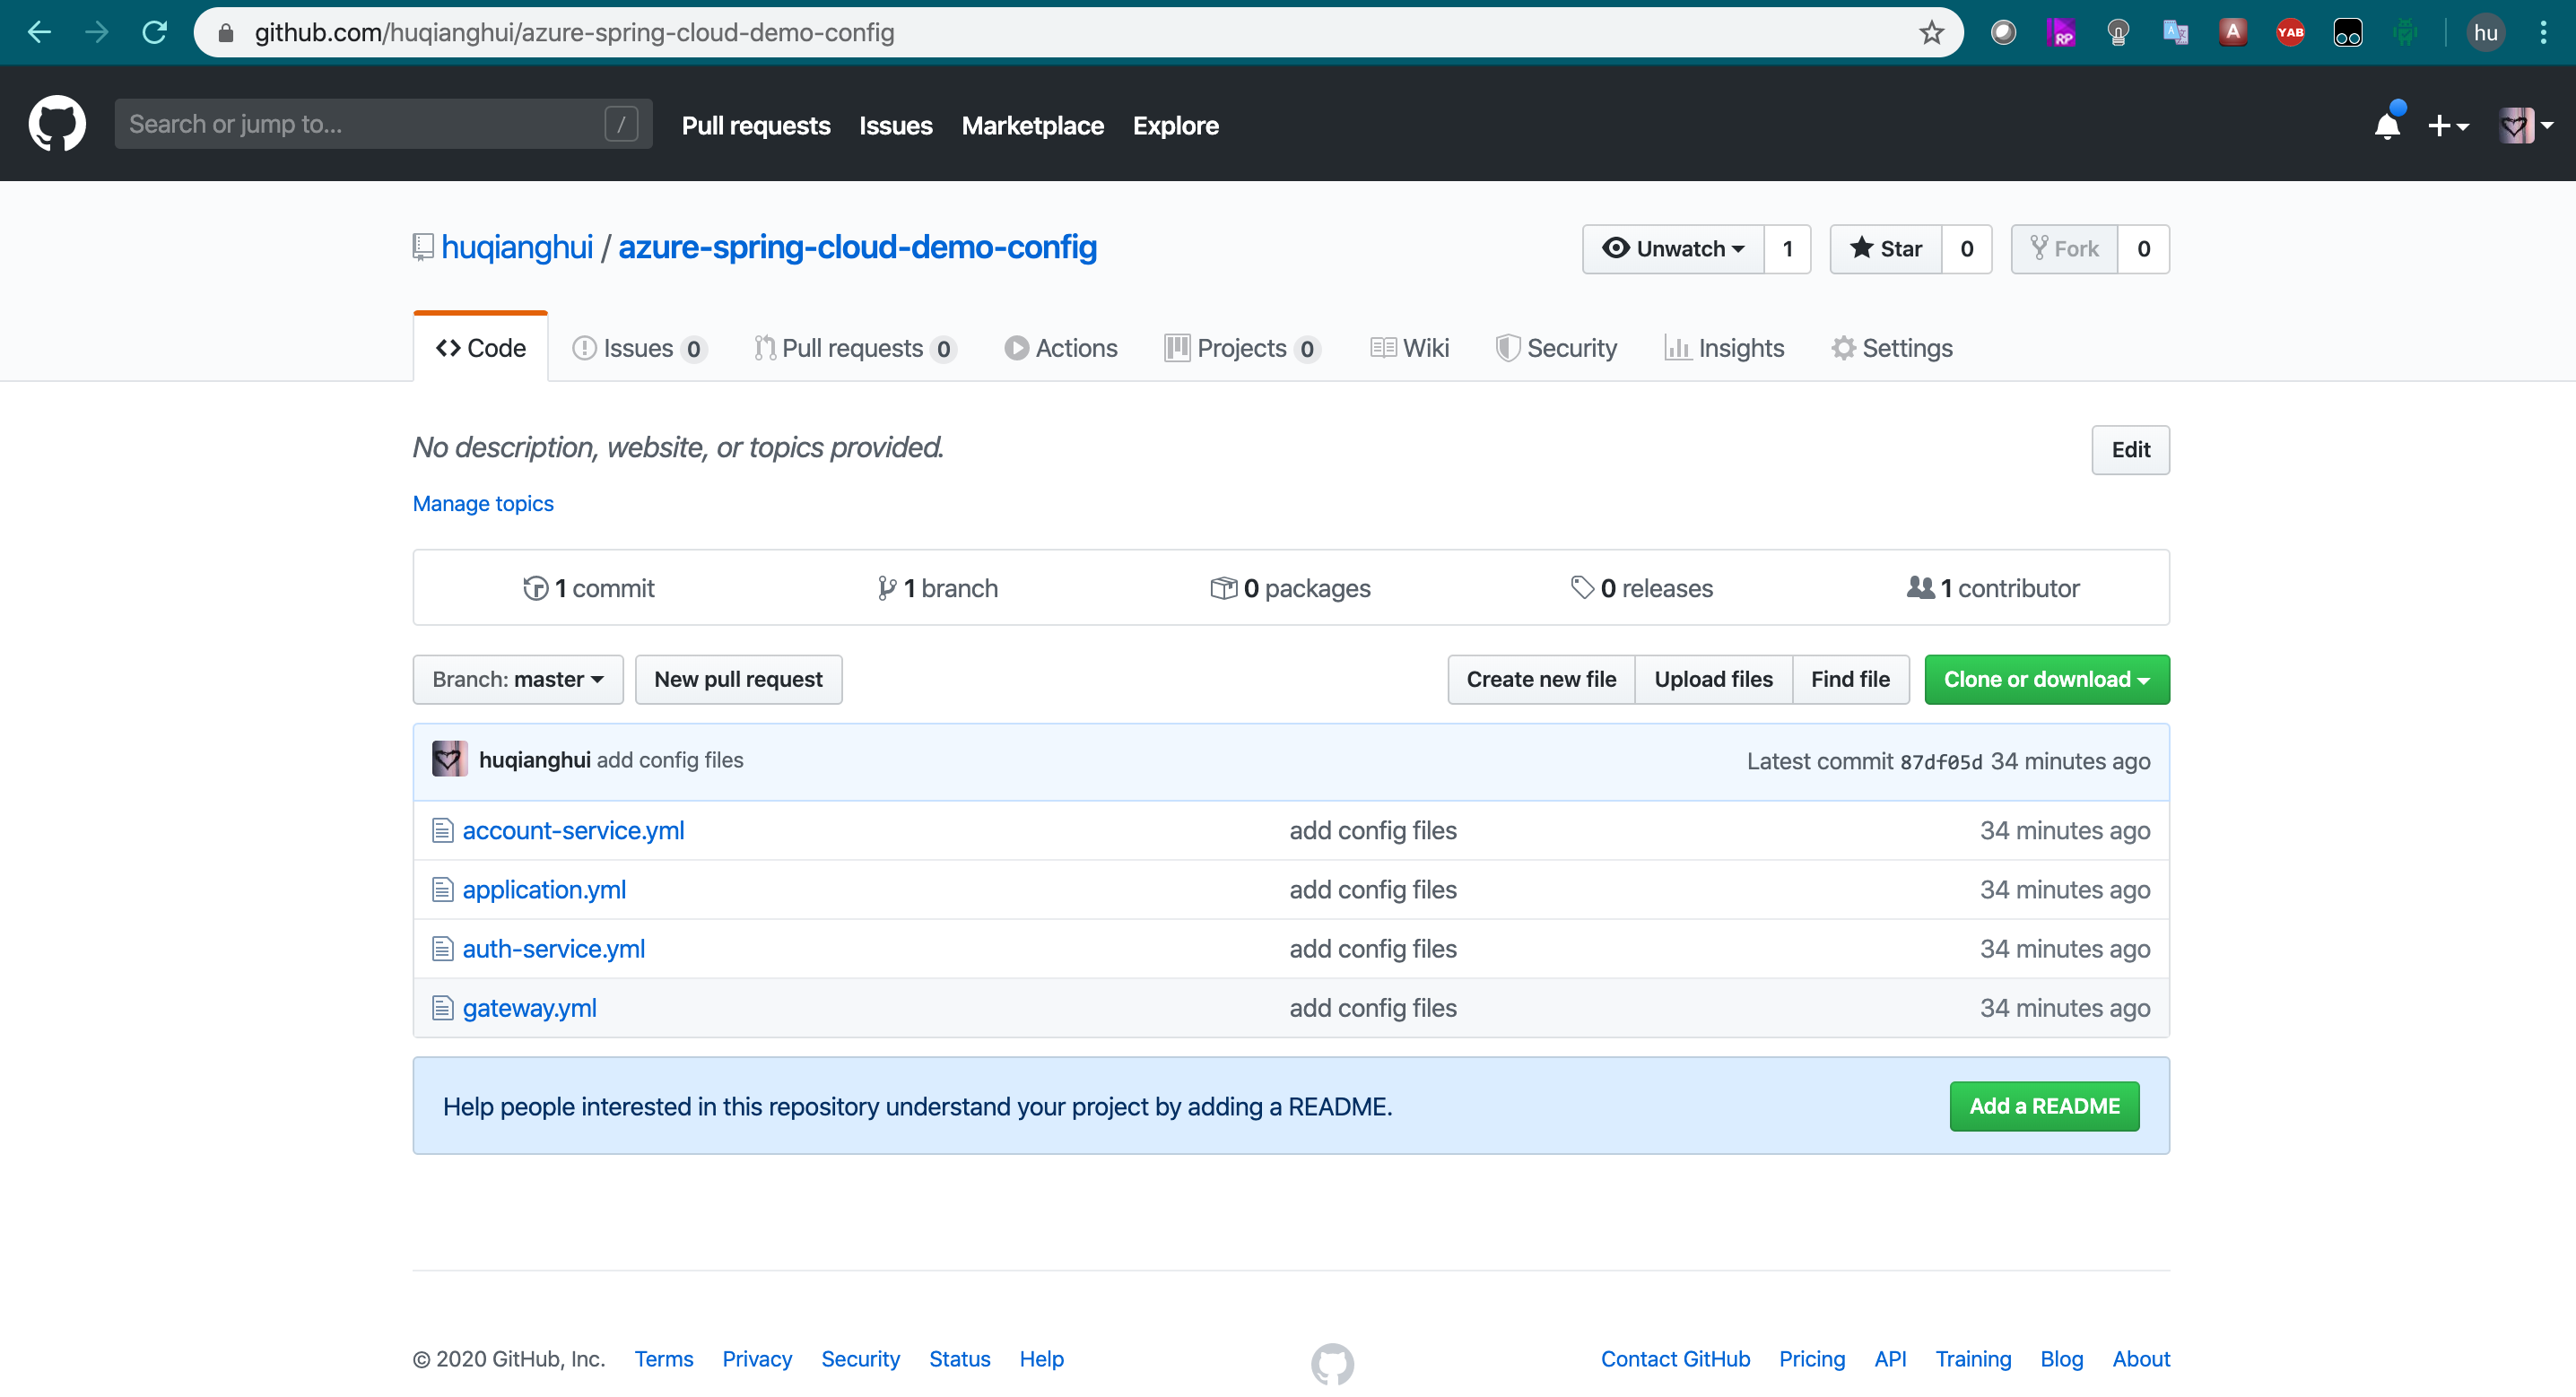 github.com/huqianghui/azure-spring-cloud-demo-config
RP
A
YAB
hu
Search or jump to...
/
Pull requests Issues Marketplace Explore
huqianghui / azure-spring-cloud-demo-config
Unwatch 1 Star 0 Fork 0
Code Issues 0 Pull requests 0 Actions Projects 0 Wiki Security Insights Settings
No description, website, or topics provided.
Edit
Manage topics
1 commit 1 branch 0 packages 0 releases 1 contributor
Branch: master New pull request Create new file Upload files Find file Clone or download
huqianghui add config files Latest commit 87df05d 34 minutes ago
account-service.yml add config files 34 minutes ago
application.yml add config files 34 minutes ago
auth-service.yml add config files 34 minutes ago
gateway.yml add config files 34 minutes ago
Help people interested in this repository understand your project by adding a README. Add a README
© 2020 GitHub, Inc. Terms Privacy Security Status Help Contact GitHub Pricing API Training Blog About